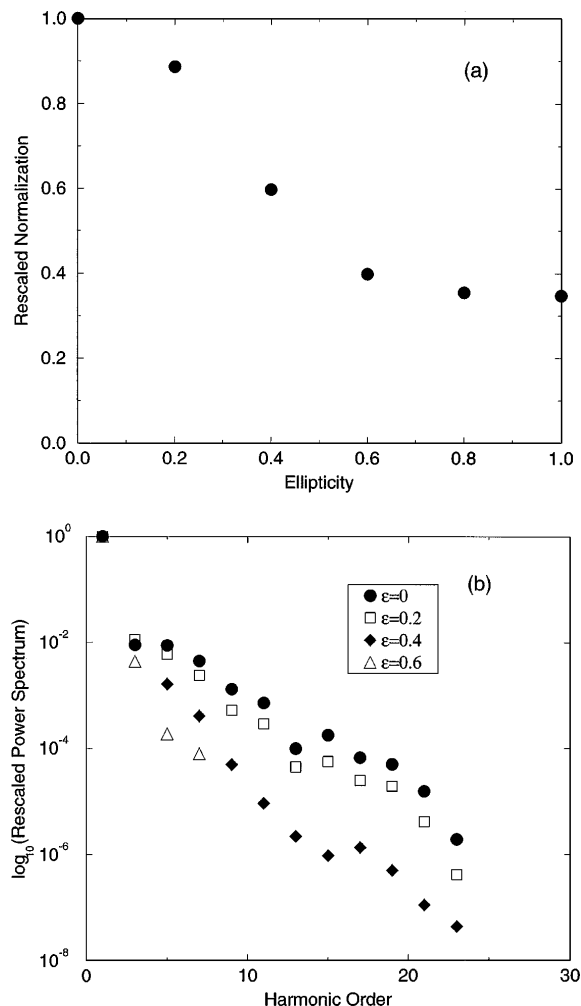 1.0
0.8
0.6
0.4
0.2
0.0
Rescaled Normalization
(a)
0.0 0.2 0.4 0.6 0.8 1.0
Ellipticity
10^0
10^-2
10^-4
10^-6
10^-8
log10(Rescaled Power Spectrum)
(b)
ε=0
ε=0.2
ε=0.4
ε=0.6
0 10 20 30
Harmonic Order